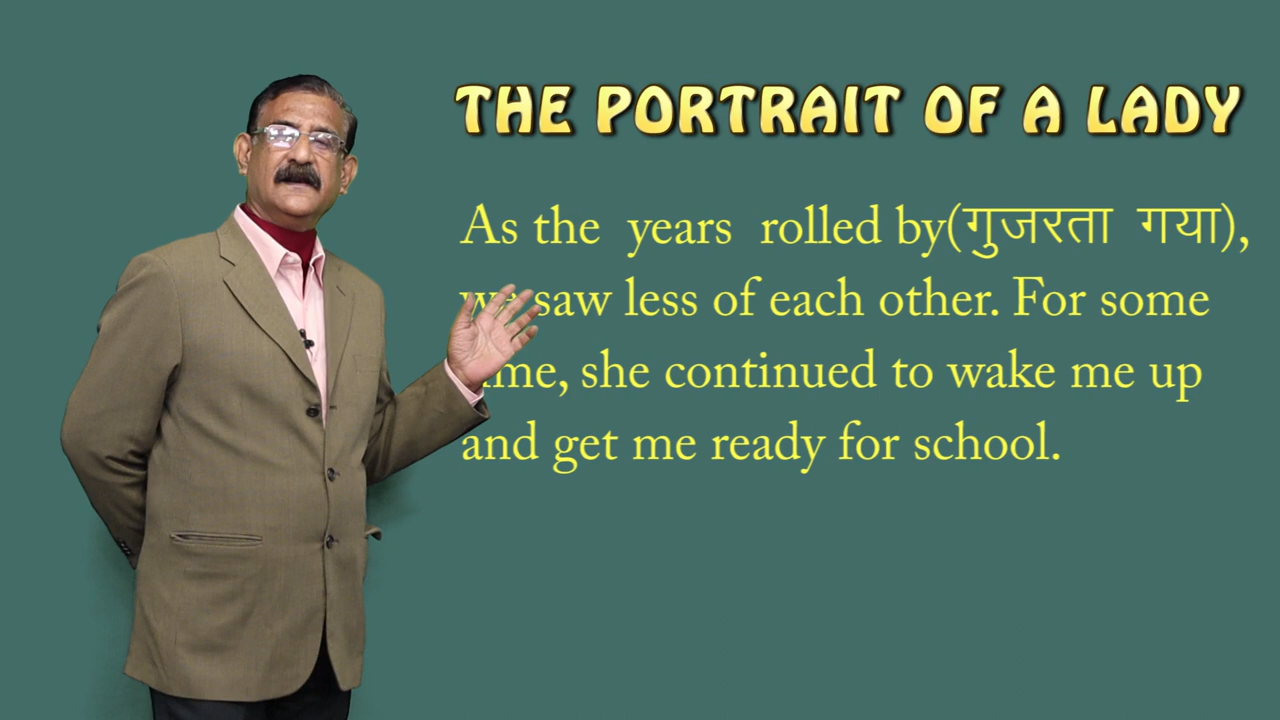 THE PORTRAIT OF A LADY
As the years rolled by(गुजरता गया),
saw less of each other. For some
she continued to wake me up
and get me ready for school.